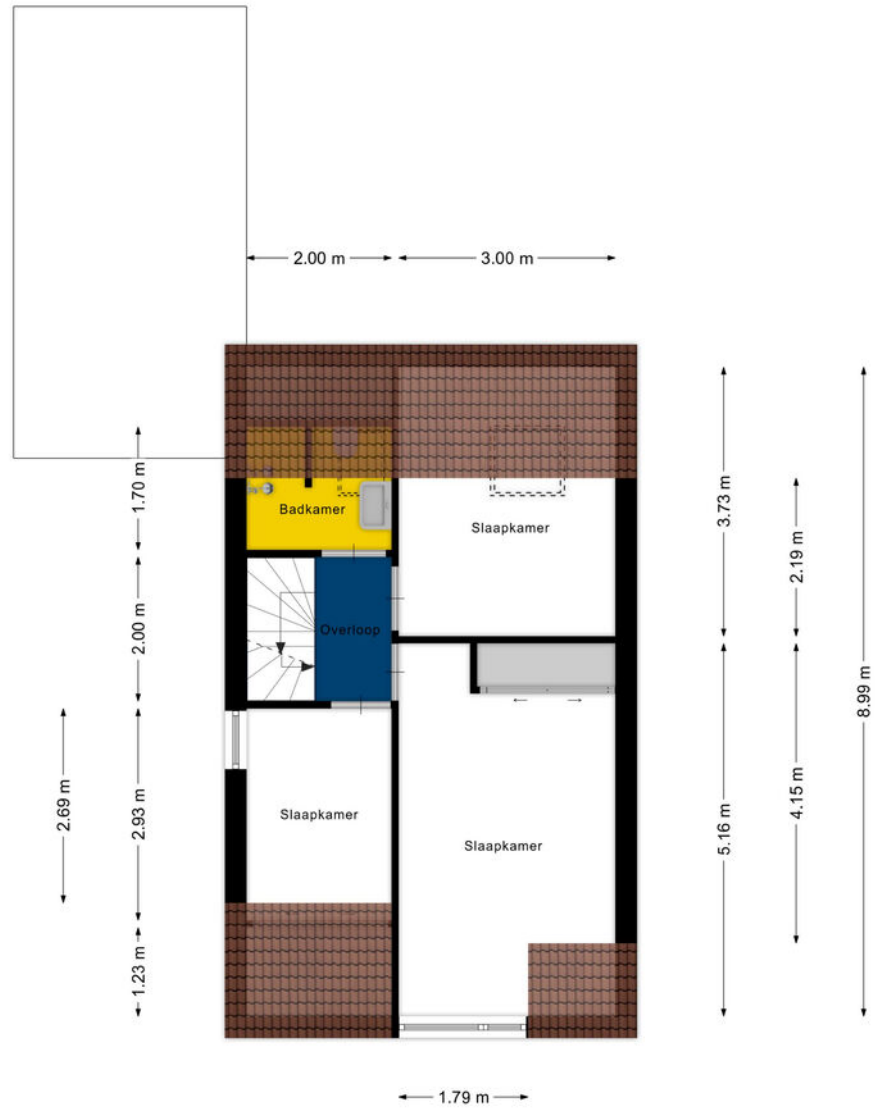 2.00 m
3.00 m
1.70 m
3.73 m
2.19 m
Badkamer
Slaapkamer
2.00 m
Overloop
8.99 m
2.69 m
2.93 m
Slaapkamer
Slaapkamer
5.16 m
4.15 m
1.23 m
1.79 m